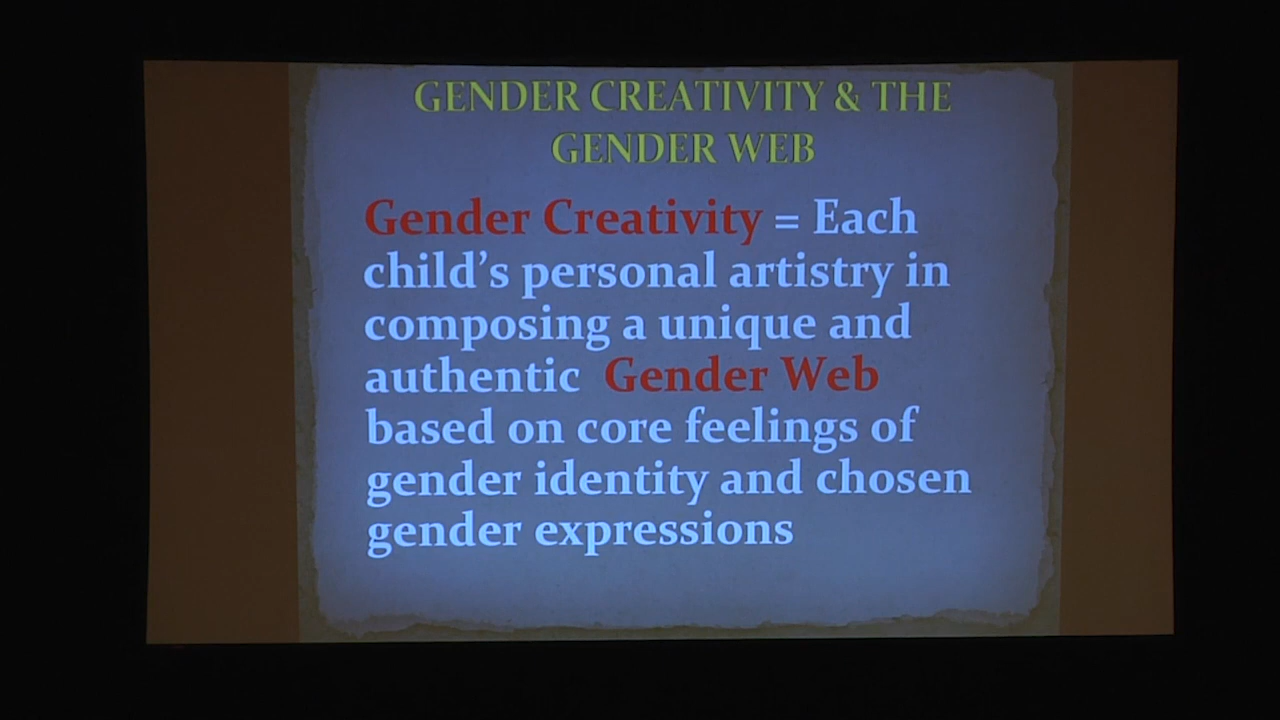 GENDER CREATIVITY & THE
GENDER WEB
Gender Creativity = Each
child's personal artistry in
composing a unique and
authentic Gender Web
based on core feelings of
gender identity and chosen
gender expressions